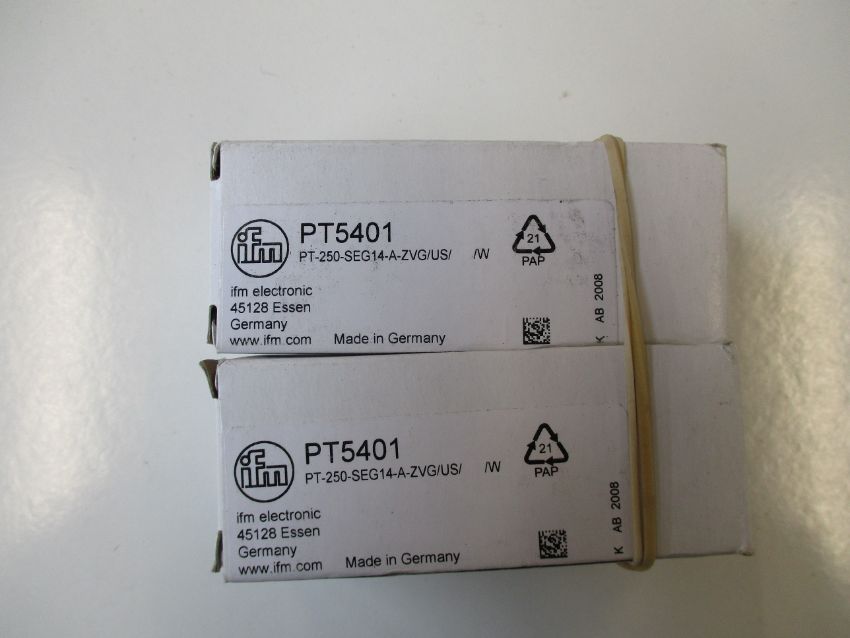 ifm
PT5401
PT-250-SEG14-A-ZVG/US/ /W
21
PAP
ifm electronic
45128 Essen
Germany
www.ifm.com Made in Germany
K AB 2008
ifm
PT5401
PT-250-SEG14-A-ZVG/US/ /W
21
PAP
ifm electronic
45128 Essen
Germany
www.ifm.com Made in Germany
K AB 2008